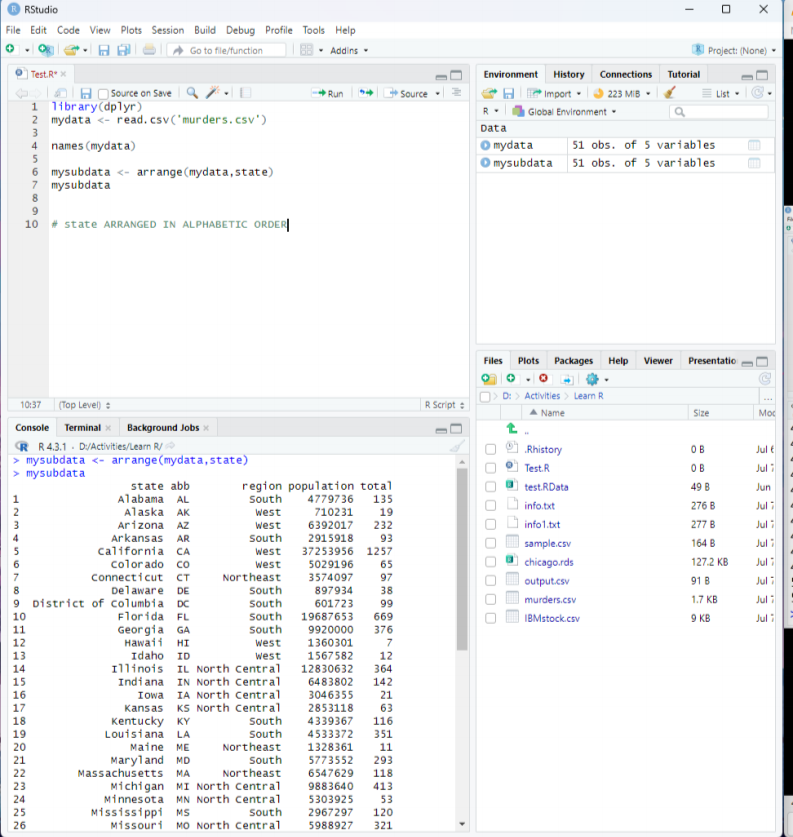 RStudio
File Edit Code View Plots Session Build Debug Profile Tools Help
Go to file/function Addins Project: (None)
Test.R*
Source on Save Run Source
1 library(dplyr)
2 mydata <- read.csv('murders.csv')
3
4 names(mydata)
5
6 mysubdata <- arrange(mydata,state)
7 mysubdata
8
9
10 # state ARRANGED IN ALPHABETIC ORDER
10:37 (Top Level) R Script
Console Terminal Background Jobs
R 4.3.1 · D:/Activities/Learn R/
> mysubdata <- arrange(mydata,state)
> mysubdata
state abb region population total
1 Alabama AL South 4779736 135
2 Alaska AK West 710231 19
3 Arizona AZ West 6392017 232
4 Arkansas AR South 2915918 93
5 California CA West 37253956 1257
6 Colorado CO West 5029196 65
7 Connecticut CT Northeast 3574097 97
8 Delaware DE South 897934 38
9 District of Columbia DC South 601723 99
10 Florida FL South 19687653 669
11 Georgia GA South 9920000 376
12 Hawaii HI West 1360301 7
13 Idaho ID West 1567582 12
14 Illinois IL North Central 12830632 364
15 Indiana IN North Central 6483802 142
16 Iowa IA North Central 3046355 21
17 Kansas KS North Central 2853118 63
18 Kentucky KY South 4339367 116
19 Louisiana LA South 4533372 351
20 Maine ME Northeast 1328361 11
21 Maryland MD South 5773552 293
22 Massachusetts MA Northeast 6547629 118
23 Michigan MI North Central 9883640 413
24 Minnesota MN North Central 5303925 53
25 Mississippi MS South 2967297 120
26 Missouri MO North Central 5988927 321
Environment History Connections Tutorial
Import 223 MiB List
R Global Environment
Data
mydata 51 obs. of 5 variables
mysubdata 51 obs. of 5 variables
Files Plots Packages Help Viewer Presentatio
D: Activities Learn R ...
Name Size Moc
..
.Rhistory 0 B Jul 6
Test.R 0 B Jul 7
test.RData 49 B Jun
info.txt 276 B Jul 7
info1.txt 277 B Jul 7
sample.csv 164 B Jul 7
chicago.rds 127.2 KB Jul 7
output.csv 91 B Jul 7
murders.csv 1.7 KB Jul 7
IBMstock.csv 9 KB Jul 7